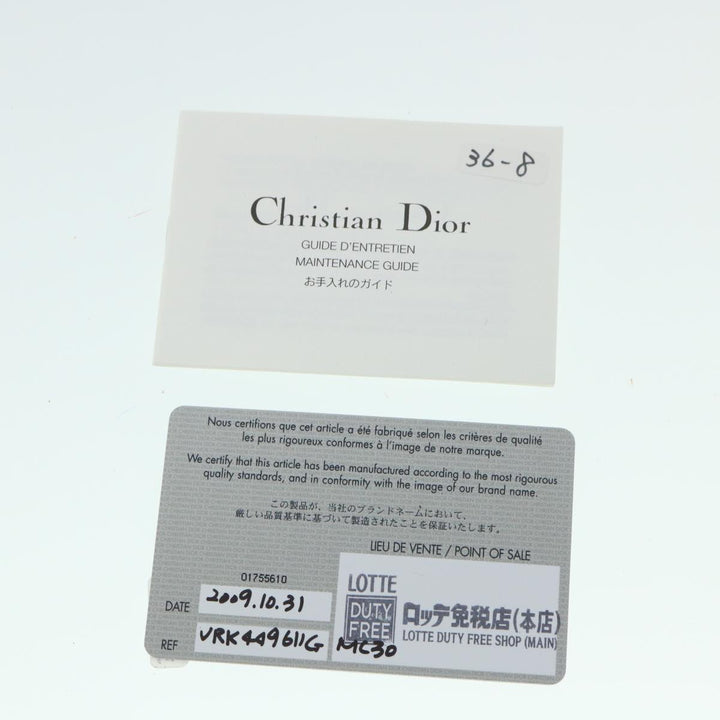 36-8
Christian Dior
GUIDE D'ENTRETIEN
MAINTENANCE GUIDE
お手入れのガイド
Nous certifions que cet article a été fabriqué selon les critères de qualité
les plus rigoureux conformes à l'image de notre marque.
We certify that this article has been manufactured according to the most rigourous
quality standards, and in conformity with the image of our brand name.
この製品が、当社のブランドネームにおいて、
厳しい品質基準に基づいて製造されたことを保証いたします。
LIEU DE VENTE / POINT OF SALE
01755610
DATE 2009.10.31
REF VRK449611G MC30
LOTTE
DUTY
FREE
ロッテ免税店(本店)
LOTTE DUTY FREE SHOP (MAIN)